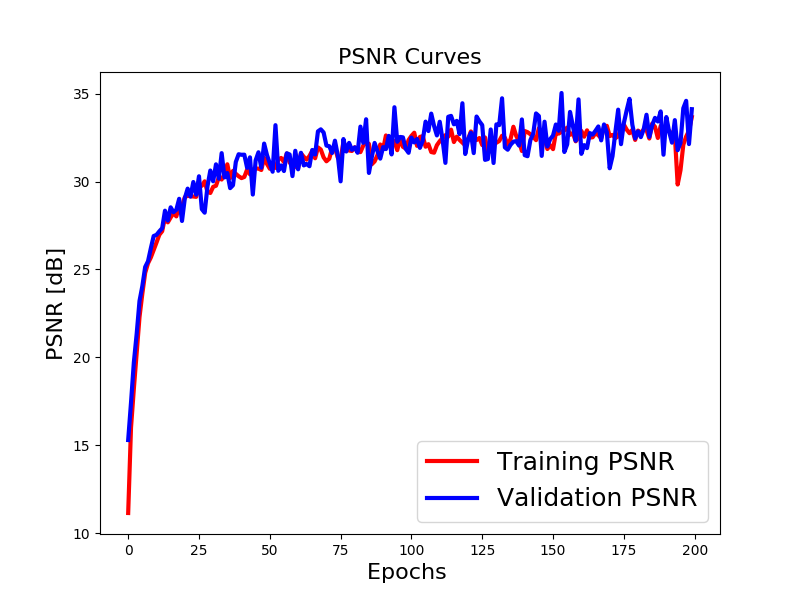 PSNR Curves
PSNR [dB]
35
30
25
20
15
10
0 25 50 75 100 125 150 175 200
Epochs
Training PSNR
Validation PSNR